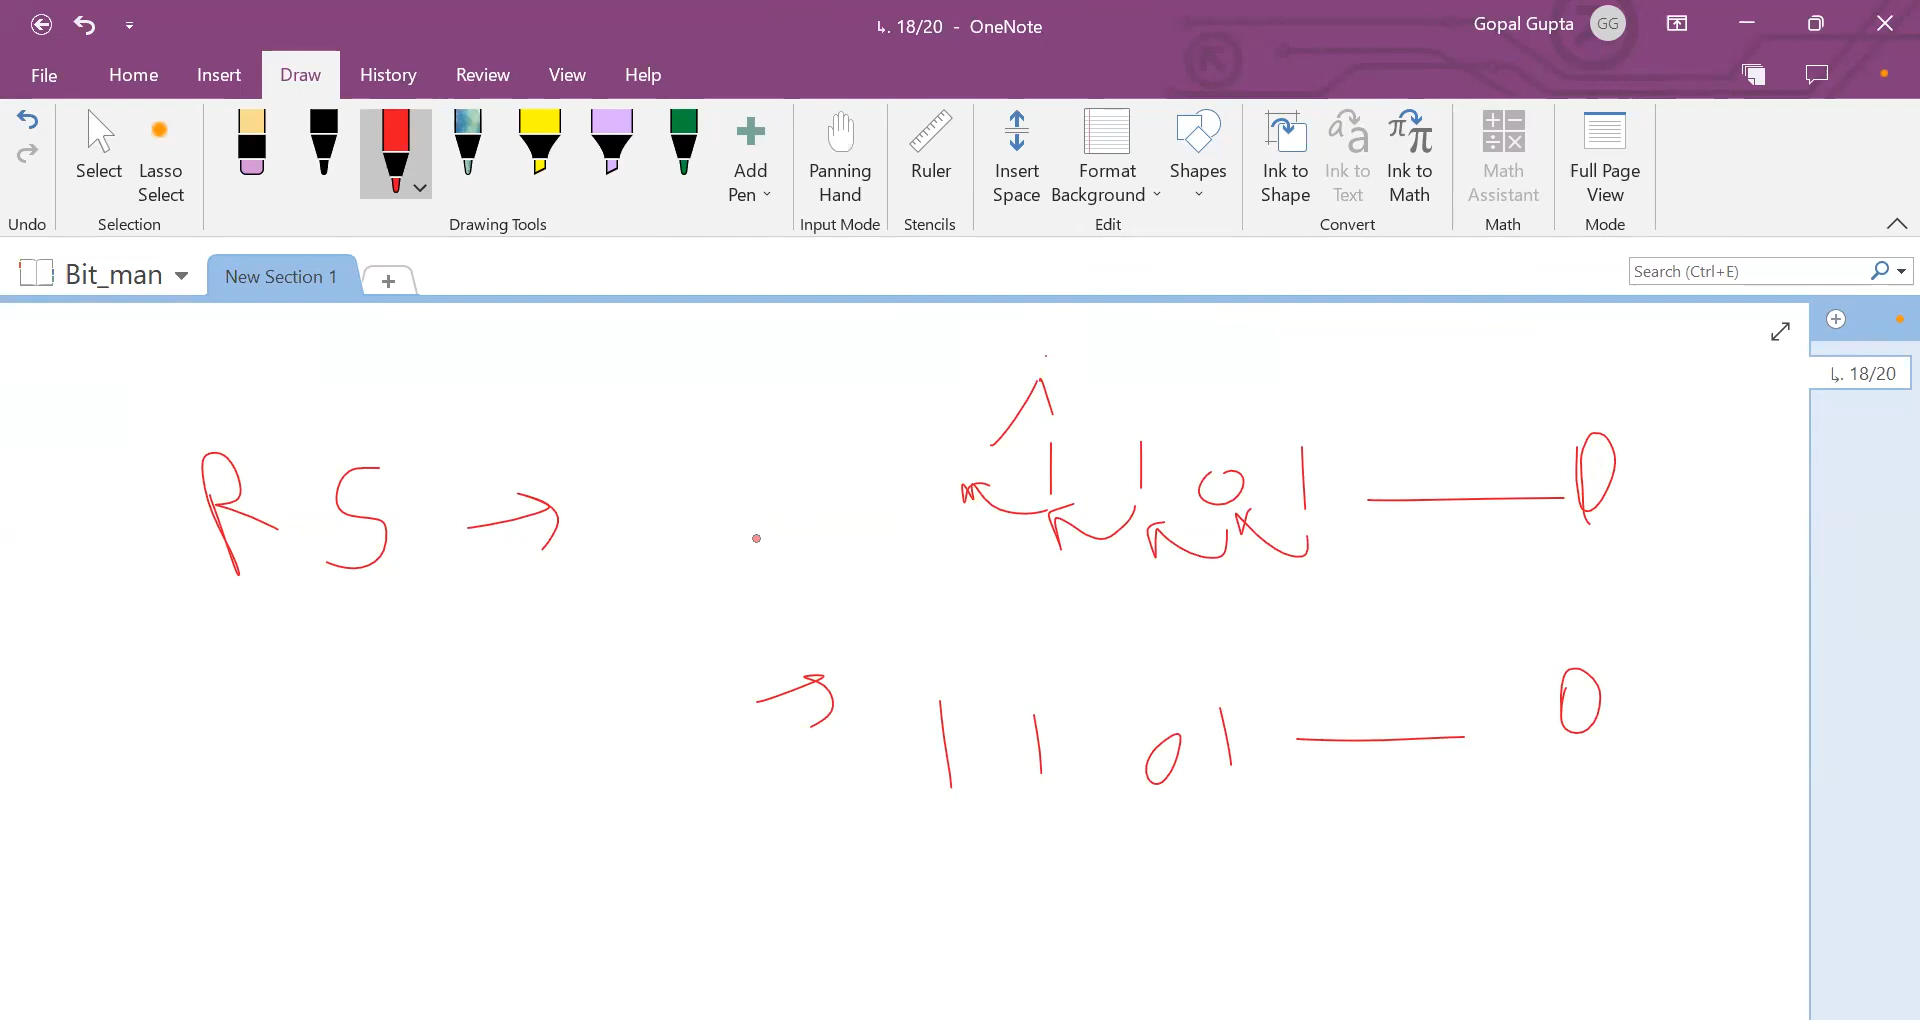 ↳. 18/20 - OneNote
Gopal Gupta GG
File Home Insert Draw History Review View Help
Select
Lasso Select
Add Pen
Panning Hand
Ruler
Insert Space
Format Background
Shapes
Ink to Shape
Ink to Text
Ink to Math
Math Assistant
Full Page View
Undo Selection Drawing Tools Input Mode Stencils Edit Convert Math Mode
Bit_man New Section 1 +
Search (Ctrl+E)
↳. 18/20
R S → 1 1 0 1 — 0
→ 1 1 0 1 — 0